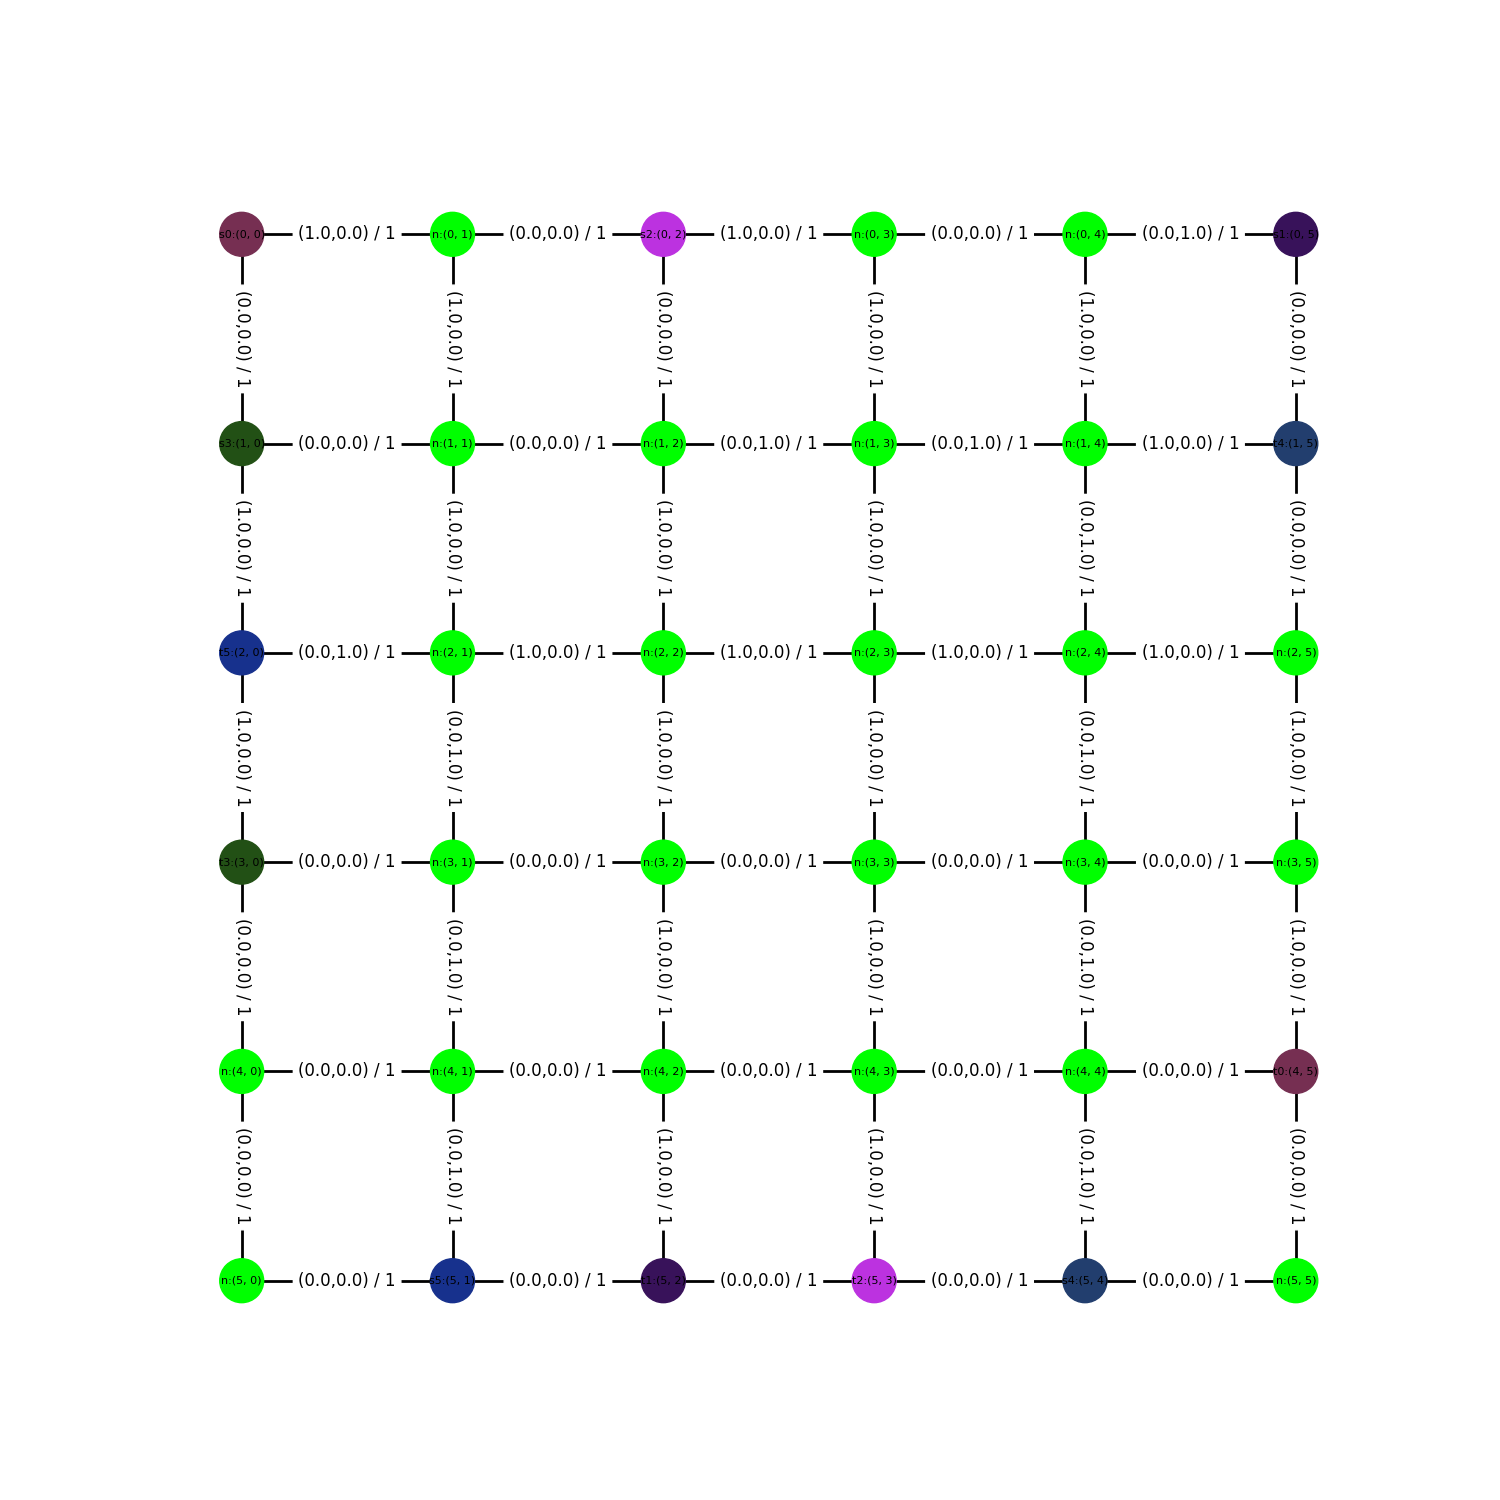 s0:(0, 0) (1.0,0.0) / 1 n:(0, 1) (0.0,0.0) / 1 s2:(0, 2) (1.0,0.0) / 1 n:(0, 3) (0.0,0.0) / 1 n:(0, 4) (0.0,1.0) / 1 s1:(0, 5)
(0.0,0.0) / 1 (1.0,0.0) / 1 (0.0,0.0) / 1 (1.0,0.0) / 1 (1.0,0.0) / 1 (0.0,0.0) / 1
s3:(1, 0) (0.0,0.0) / 1 n:(1, 1) (0.0,0.0) / 1 n:(1, 2) (0.0,1.0) / 1 n:(1, 3) (0.0,1.0) / 1 n:(1, 4) (1.0,0.0) / 1 t4:(1, 5)
(1.0,0.0) / 1 (1.0,0.0) / 1 (1.0,0.0) / 1 (1.0,0.0) / 1 (0.0,1.0) / 1 (0.0,0.0) / 1
t5:(2, 0) (0.0,1.0) / 1 n:(2, 1) (1.0,0.0) / 1 n:(2, 2) (1.0,0.0) / 1 n:(2, 3) (1.0,0.0) / 1 n:(2, 4) (1.0,0.0) / 1 n:(2, 5)
(1.0,0.0) / 1 (0.0,1.0) / 1 (1.0,0.0) / 1 (1.0,0.0) / 1 (0.0,1.0) / 1 (1.0,0.0) / 1
t3:(3, 0) (0.0,0.0) / 1 n:(3, 1) (0.0,0.0) / 1 n:(3, 2) (0.0,0.0) / 1 n:(3, 3) (0.0,0.0) / 1 n:(3, 4) (0.0,0.0) / 1 n:(3, 5)
(0.0,0.0) / 1 (0.0,1.0) / 1 (1.0,0.0) / 1 (1.0,0.0) / 1 (0.0,1.0) / 1 (1.0,0.0) / 1
n:(4, 0) (0.0,0.0) / 1 n:(4, 1) (0.0,0.0) / 1 n:(4, 2) (0.0,0.0) / 1 n:(4, 3) (0.0,0.0) / 1 n:(4, 4) (0.0,0.0) / 1 t0:(4, 5)
(0.0,0.0) / 1 (0.0,1.0) / 1 (1.0,0.0) / 1 (1.0,0.0) / 1 (0.0,1.0) / 1 (0.0,0.0) / 1
n:(5, 0) (0.0,0.0) / 1 s5:(5, 1) (0.0,0.0) / 1 t1:(5, 2) (0.0,0.0) / 1 t2:(5, 3) (0.0,0.0) / 1 s4:(5, 4) (0.0,0.0) / 1 n:(5, 5)